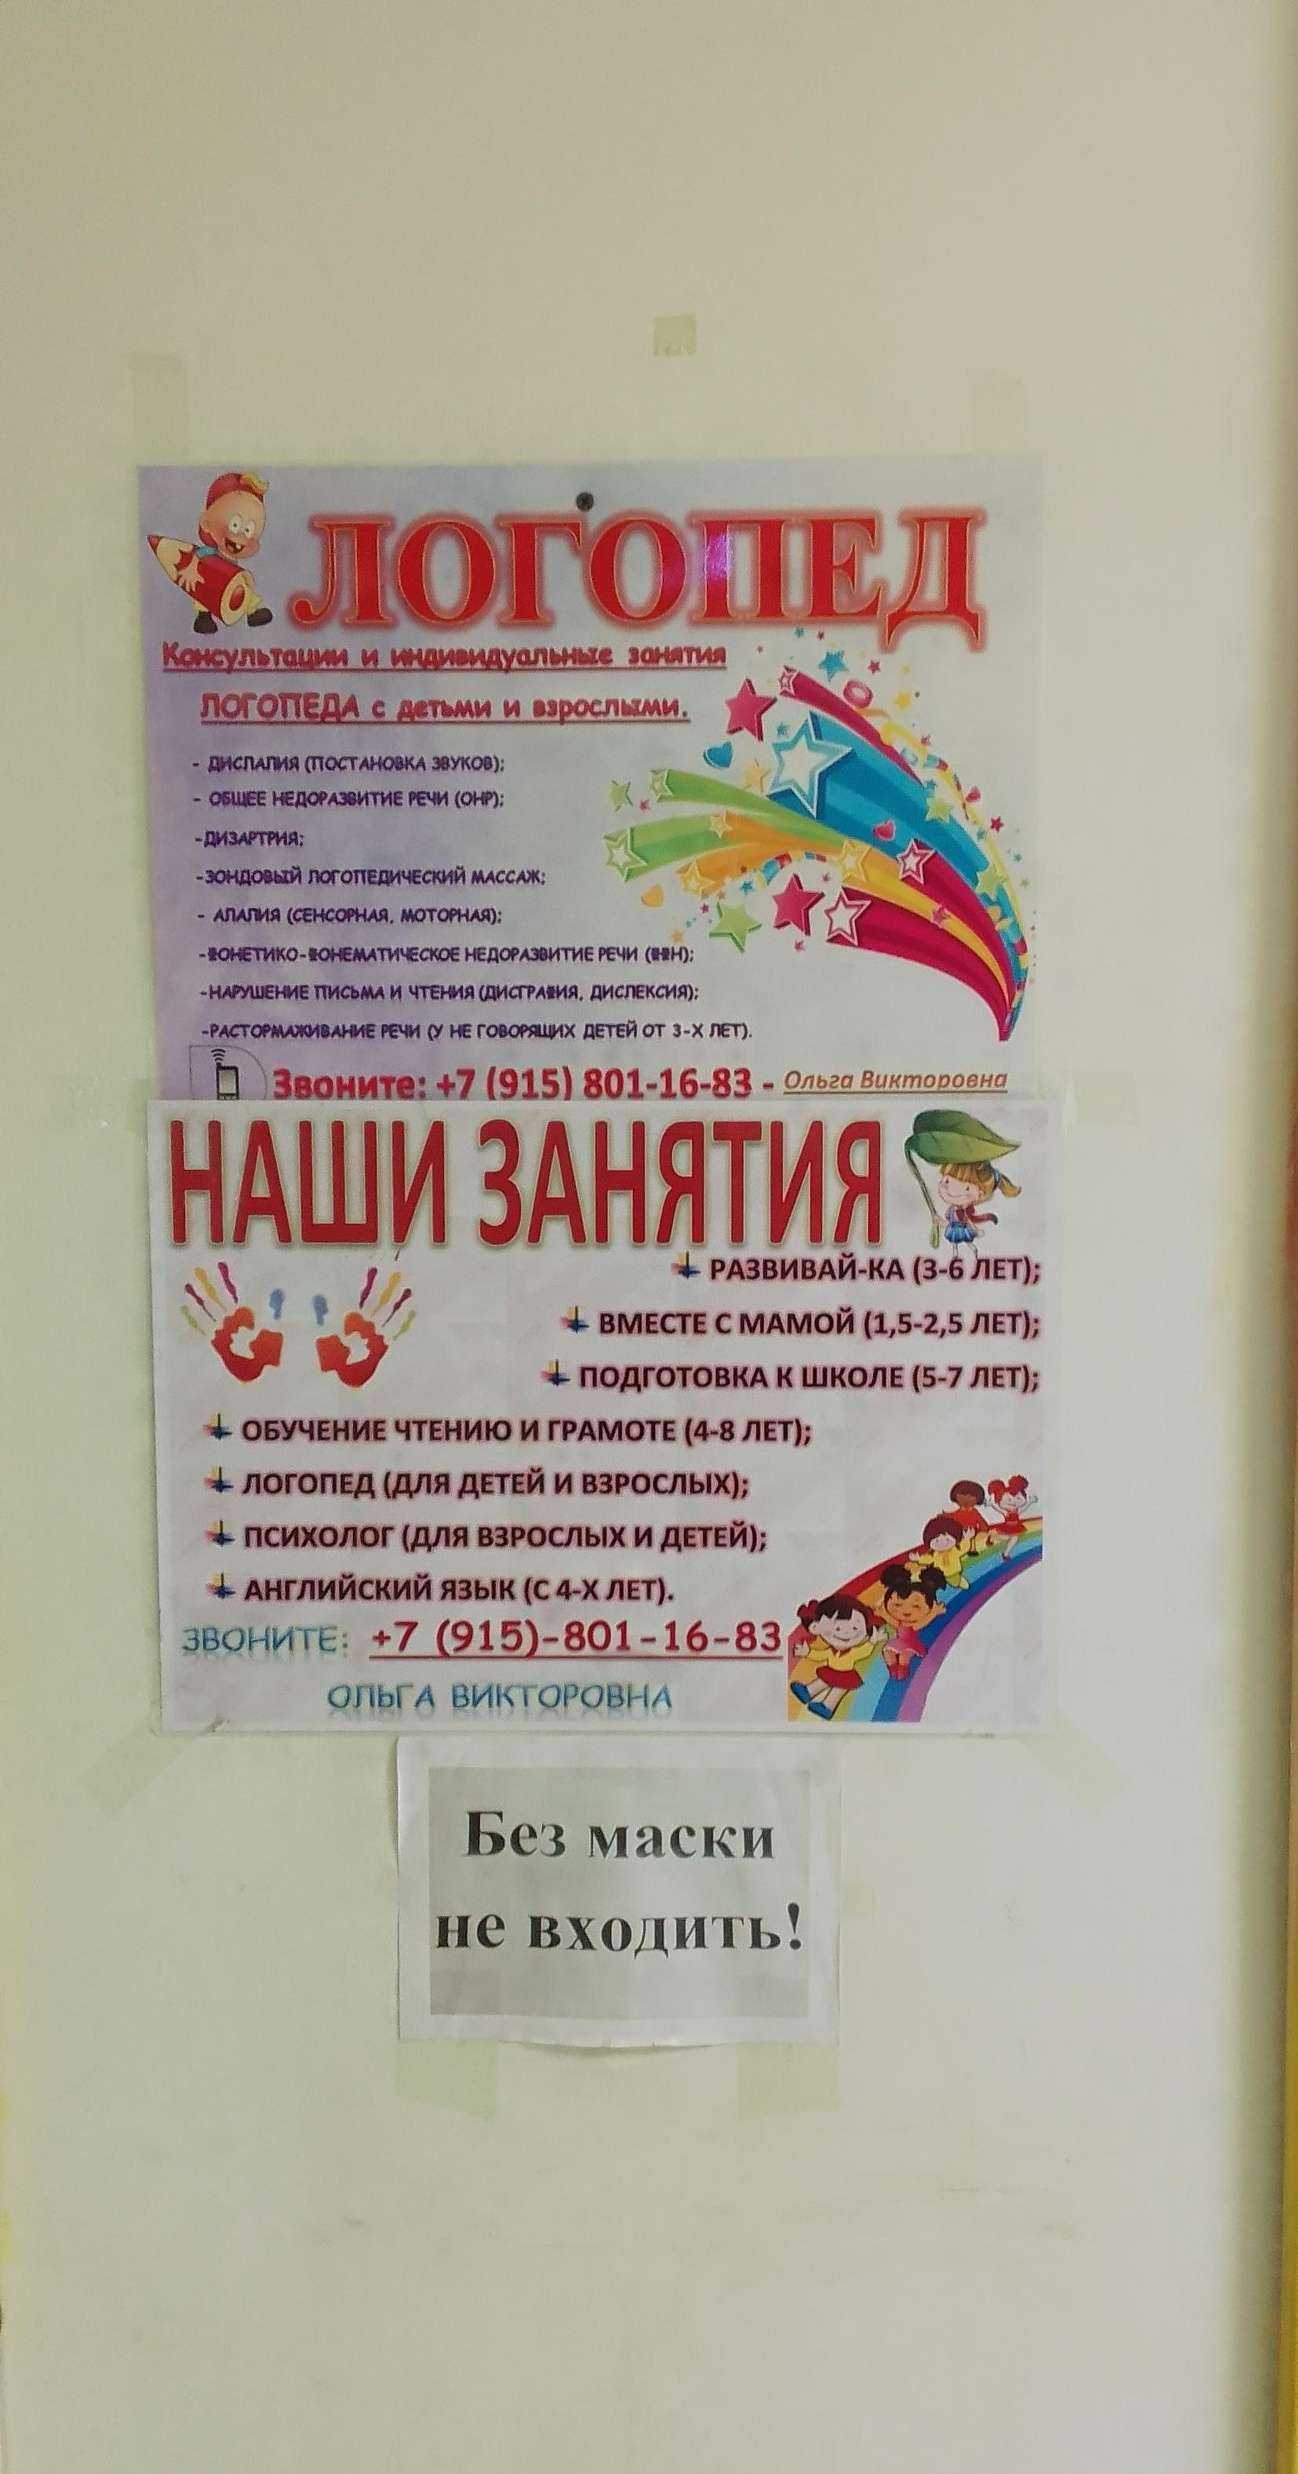 ЛОГОПЕД
Консультации и индивидуальные занятия
ЛОГОПЕДА с детьми и взрослыми.
- ДИСЛАЛИЯ (ПОСТАНОВКА ЗВУКОВ);
- ОБЩЕЕ НЕДОРАЗВИТИЕ РЕЧИ (ОНР);
-ДИЗАРТРИЯ;
-ЗОНДОВЫЙ ЛОГОПЕДИЧЕСКИЙ МАССАЖ;
- АЛАЛИЯ (СЕНСОРНАЯ, МОТОРНАЯ);
-ФОНЕТИКО-ФОНЕМАТИЧЕСКОЕ НЕДОРАЗВИТИЕ РЕЧИ (ФФН);
-НАРУШЕНИЕ ПИСЬМА И ЧТЕНИЯ (ДИСГРАФИЯ, ДИСЛЕКСИЯ);
-РАСТОРМАЖИВАНИЕ РЕЧИ (У НЕ ГОВОРЯЩИХ ДЕТЕЙ ОТ 3-Х ЛЕТ).
Звоните: +7 (915) 801-16-83 - Ольга Викторовна
НАШИ ЗАНЯТИЯ
РАЗВИВАЙ-КА (3-6 ЛЕТ);
ВМЕСТЕ С МАМОЙ (1,5-2,5 ЛЕТ);
ПОДГОТОВКА К ШКОЛЕ (5-7 ЛЕТ);
ОБУЧЕНИЕ ЧТЕНИЮ И ГРАМОТЕ (4-8 ЛЕТ);
ЛОГОПЕД (ДЛЯ ДЕТЕЙ И ВЗРОСЛЫХ);
ПСИХОЛОГ (ДЛЯ ВЗРОСЛЫХ И ДЕТЕЙ);
АНГЛИЙСКИЙ ЯЗЫК (С 4-Х ЛЕТ).
ЗВОНИТЕ: +7 (915)-801-16-83
ОЛЬГА ВИКТОРОВНА
Без маски
не входить!